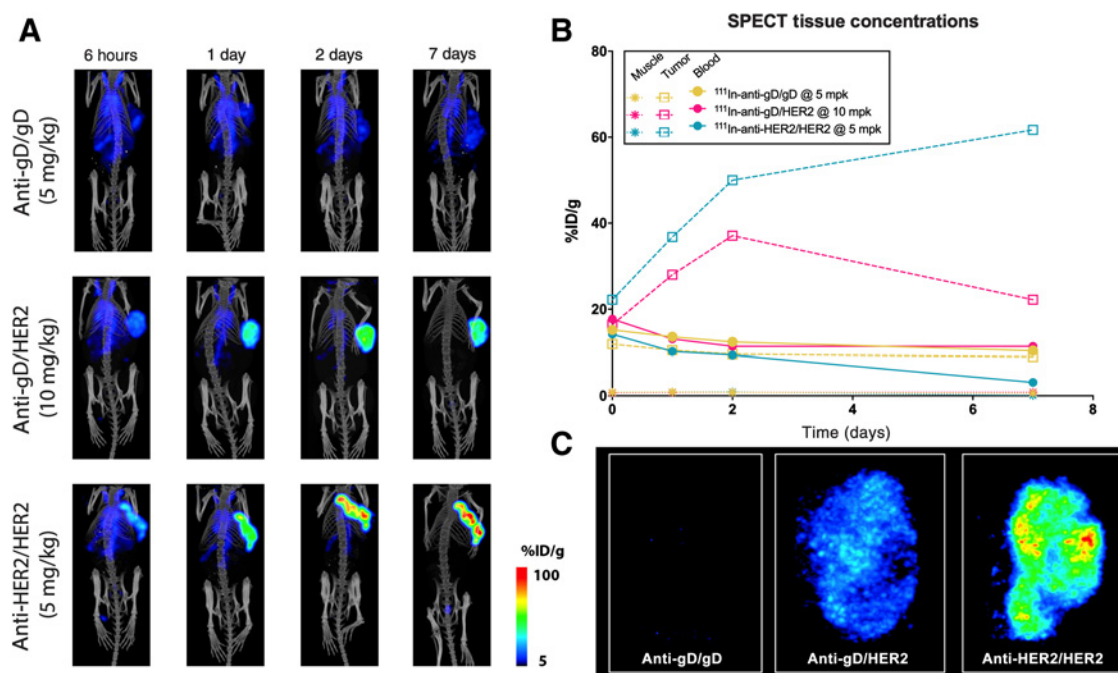 A
6 hours
1 day
2 days
7 days
Anti-gD/gD
(5 mg/kg)
Anti-gD/HER2
(10 mg/kg)
Anti-HER2/HER2
(5 mg/kg)
%ID/g
100
5
B
SPECT tissue concentrations
80
60
40
20
0
%ID/g
Muscle
Tumor
Blood
¹¹¹In-anti-gD/gD @ 5 mpk
¹¹¹In-anti-gD/HER2 @ 10 mpk
¹¹¹In-anti-HER2/HER2 @ 5 mpk
0 2 4 6 8
Time (days)
C
Anti-gD/gD
Anti-gD/HER2
Anti-HER2/HER2